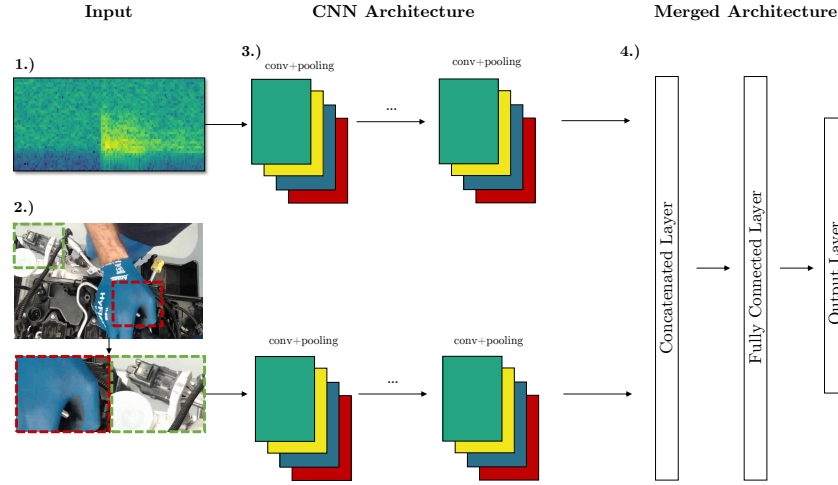 Input
CNN Architecture
Merged Architecture
1.)
3.)
4.)
conv+pooling
conv+pooling
...
2.)
conv+pooling
conv+pooling
...
Concatenated Layer
Fully Connected Layer
Output Layer